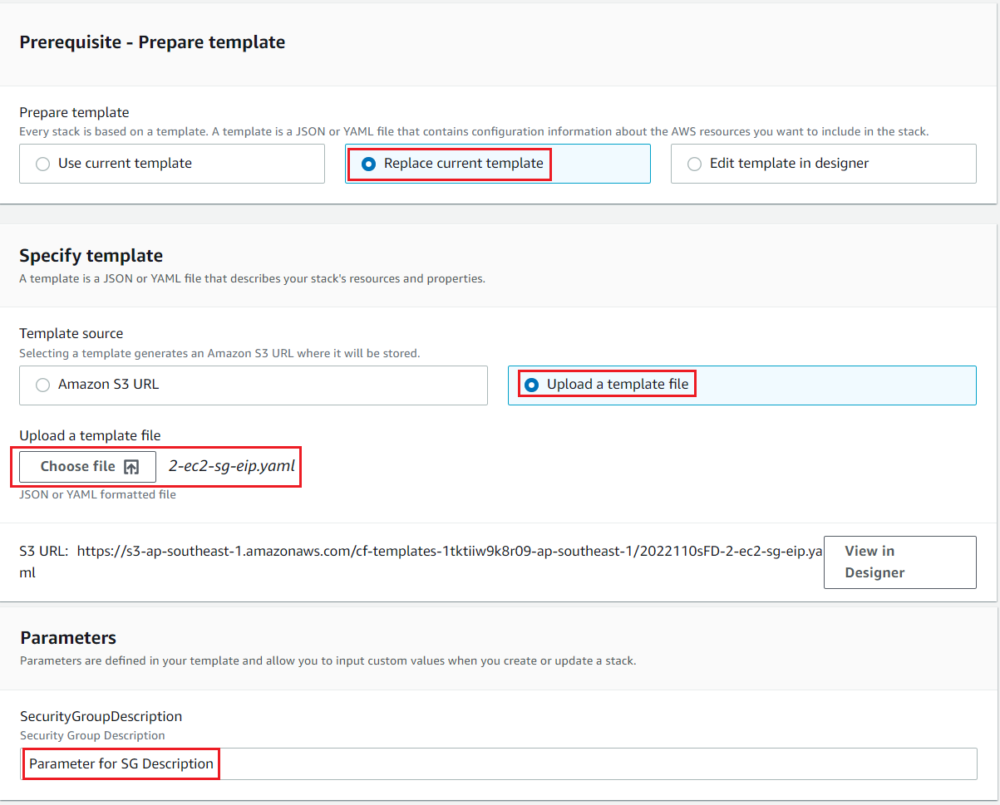 Prerequisite - Prepare template
Prepare template
Every stack is based on a template. A template is a JSON or YAML file that contains configuration information about the AWS resources you want to include in the stack.
Use current template
Replace current template
Edit template in designer
Specify template
A template is a JSON or YAML file that describes your stack's resources and properties.
Template source
Selecting a template generates an Amazon S3 URL where it will be stored.
Amazon S3 URL
Upload a template file
Upload a template file
Choose file
2-ec2-sg-eip.yaml
JSON or YAML formatted file
S3 URL: https://s3-ap-southeast-1.amazonaws.com/cf-templates-1tktiiw9k8r09-ap-southeast-1/2022110sFD-2-ec2-sg-eip.ya
ml
View in
Designer
Parameters
Parameters are defined in your template and allow you to input custom values when you create or update a stack.
SecurityGroupDescription
Security Group Description
Parameter for SG Description